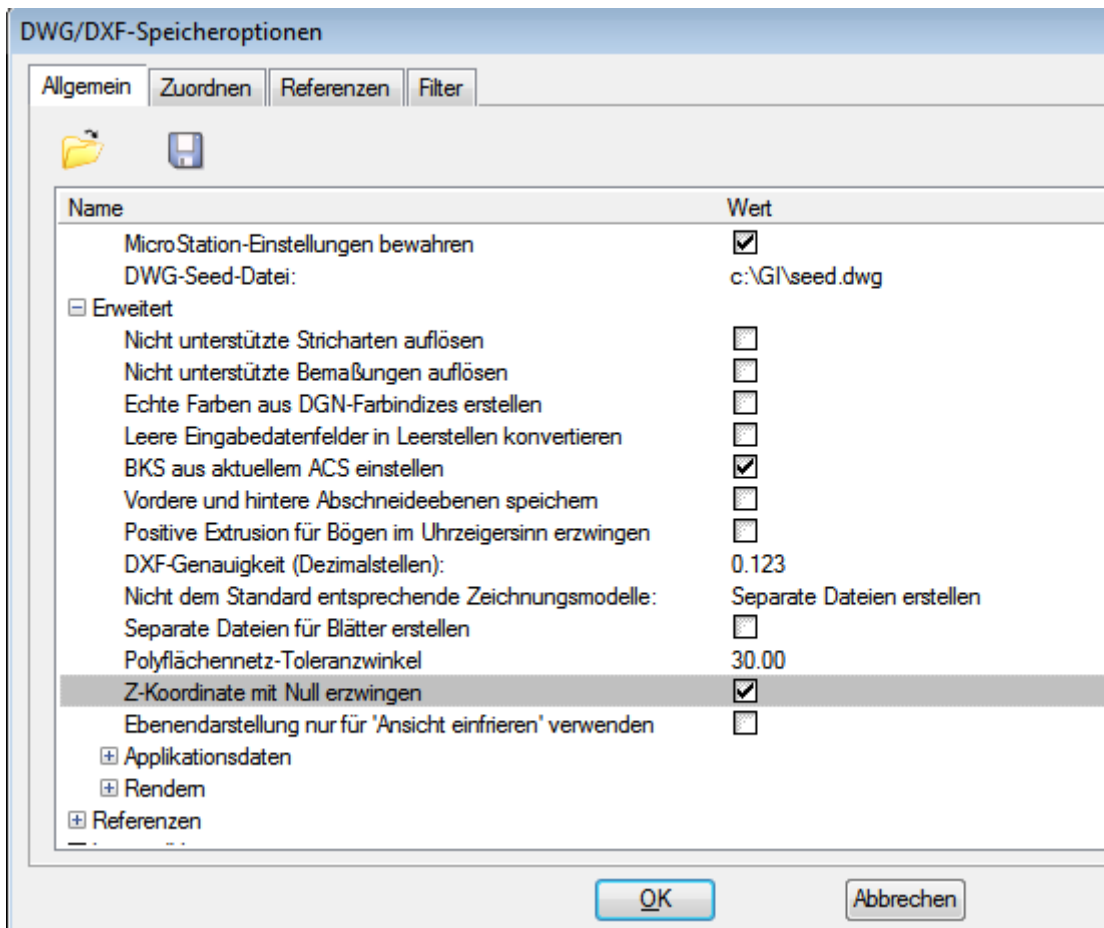 DWG/DXF-Speicheroptionen
Allgemein Zuordnen Referenzen Filter
Name Wert
MicroStation-Einstellungen bewahren
DWG-Seed-Datei: c:\GI\seed.dwg
Erweitert
Nicht unterstützte Stricharten auflösen
Nicht unterstützte Bemaßungen auflösen
Echte Farben aus DGN-Farbindizes erstellen
Leere Eingabedatenfelder in Leerstellen konvertieren
BKS aus aktuellem ACS einstellen
Vordere und hintere Abschneideebenen speichern
Positive Extrusion für Bögen im Uhrzeigersinn erzwingen
DXF-Genauigkeit (Dezimalstellen): 0.123
Nicht dem Standard entsprechende Zeichnungsmodelle: Separate Dateien erstellen
Separate Dateien für Blätter erstellen
Polyflächennetz-Toleranzwinkel 30.00
Z-Koordinate mit Null erzwingen
Ebenendarstellung nur für 'Ansicht einfrieren' verwenden
Applikationsdaten
Rendern
Referenzen
OK Abbrechen